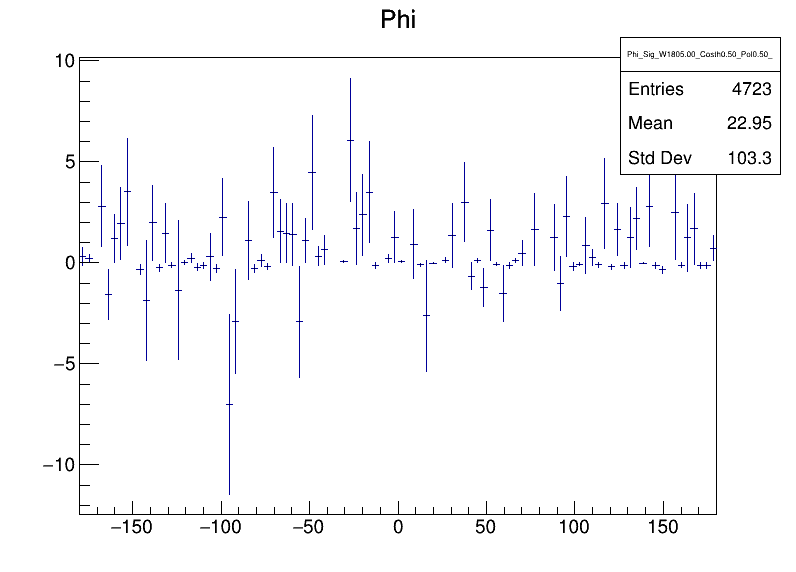 Phi
Phi_Sig_W1805.00_Costh0.50_Pol0.50_
Entries 4723
Mean 22.95
Std Dev 103.3
10
5
0
−5
−10
−150 −100 −50 0 50 100 150